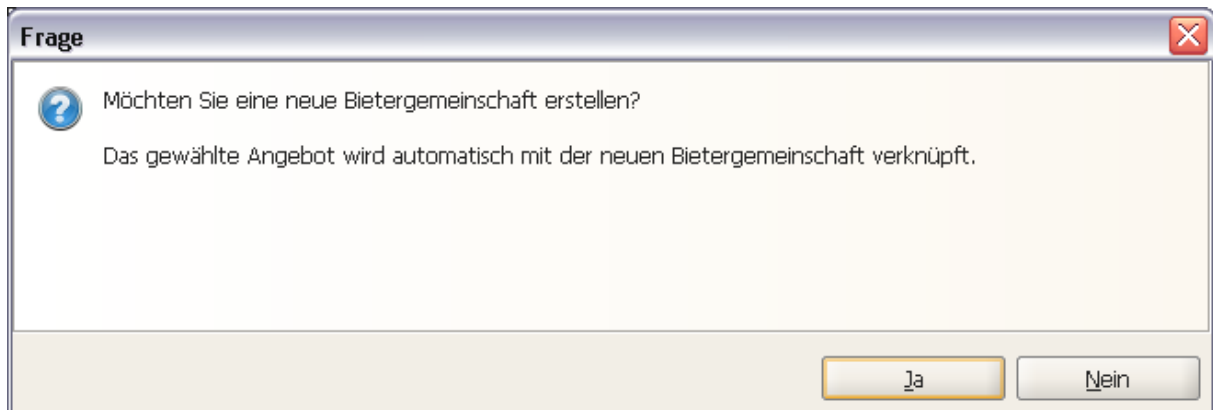 Frage
Möchten Sie eine neue Bietergemeinschaft erstellen?
Das gewählte Angebot wird automatisch mit der neuen Bietergemeinschaft verknüpft.
Ja
Nein